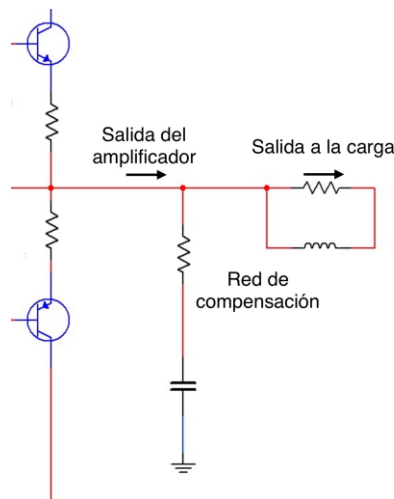 Salida del
amplificador
Salida a la carga
Red de
compensación